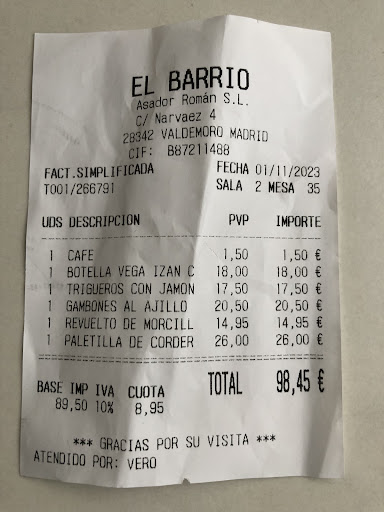 EL BARRIO
Asador Román S.L.
C/ Narvaez 4
28342 VALDEMORO MADRID
CIF: B87211488
FACT.SIMPLIFICADA FECHA 01/11/2023
T001/266791 SALA 2 MESA 35
UDS DESCRIPCION PVP IMPORTE
1 CAFE 1,50 1,50 €
1 BOTELLA VEGA IZAN C 18,00 18,00 €
1 TRIGUEROS CON JAMON 17,50 17,50 €
1 GAMBONES AL AJILLO 20,50 20,50 €
1 REVUELTO DE MORCILL 14,95 14,95 €
1 PALETILLA DE CORDER 26,00 26,00 €
BASE IMP IVA CUOTA TOTAL 98,45 €
89,50 10% 8,95
*** GRACIAS POR SU VISITA ***
ATENDIDO POR: VERO